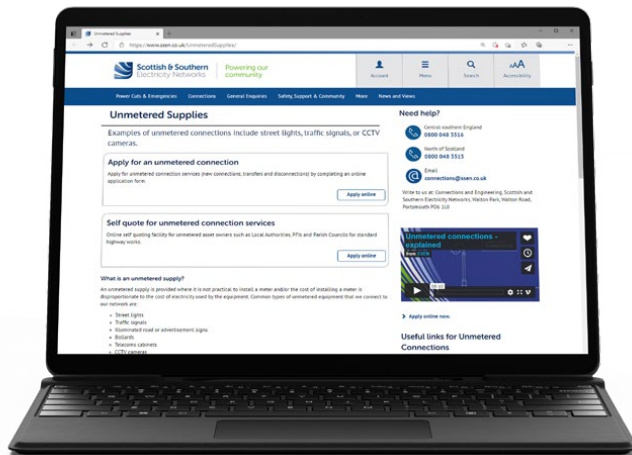 Unmetered Supplies
https://www.ssen.co.uk/UnmeteredSupplies/
Scottish & Southern
Electricity Networks
Powering our
community
Account
Menu
Search
AAA
Accessibility
Power Cuts & Emergencies
Connections
General Enquiries
Safety, Support & Community
More
News and Views
Unmetered Supplies
Examples of unmetered connections include street lights, traffic signals, or CCTV
cameras.
Apply for an unmetered connection
Apply for unmetered connection services (new connections, transfers and disconnections) by completing an online
application form.
Apply online
Self quote for unmetered connection services
Online self quoting facility for unmetered asset owners such as Local Authorities, PFIs and Parish Councils for standard
highway works.
Apply online
What is an unmetered supply?
An unmetered supply is provided where it is not practical to install a meter and/or the cost of installing a meter is
disproportionate to the cost of electricity used by the equipment. Common types of unmetered equipment that we connect to
our network are:
Street lights
Traffic signals
Illuminated road or advertisement signs
Bollards
Telecoms cabinets
CCTV cameras
Need help?
Central southern England
0800 048 3516
North of Scotland
0800 048 3515
Email
connections@ssen.co.uk
Write to us at: Connections and Engineering, Scottish and
Southern Electricity Networks, Walton Park, Walton Road,
Portsmouth PO6 1UJ
Unmetered connections -
explained
from
Apply online now.
Useful links for Unmetered
Connections